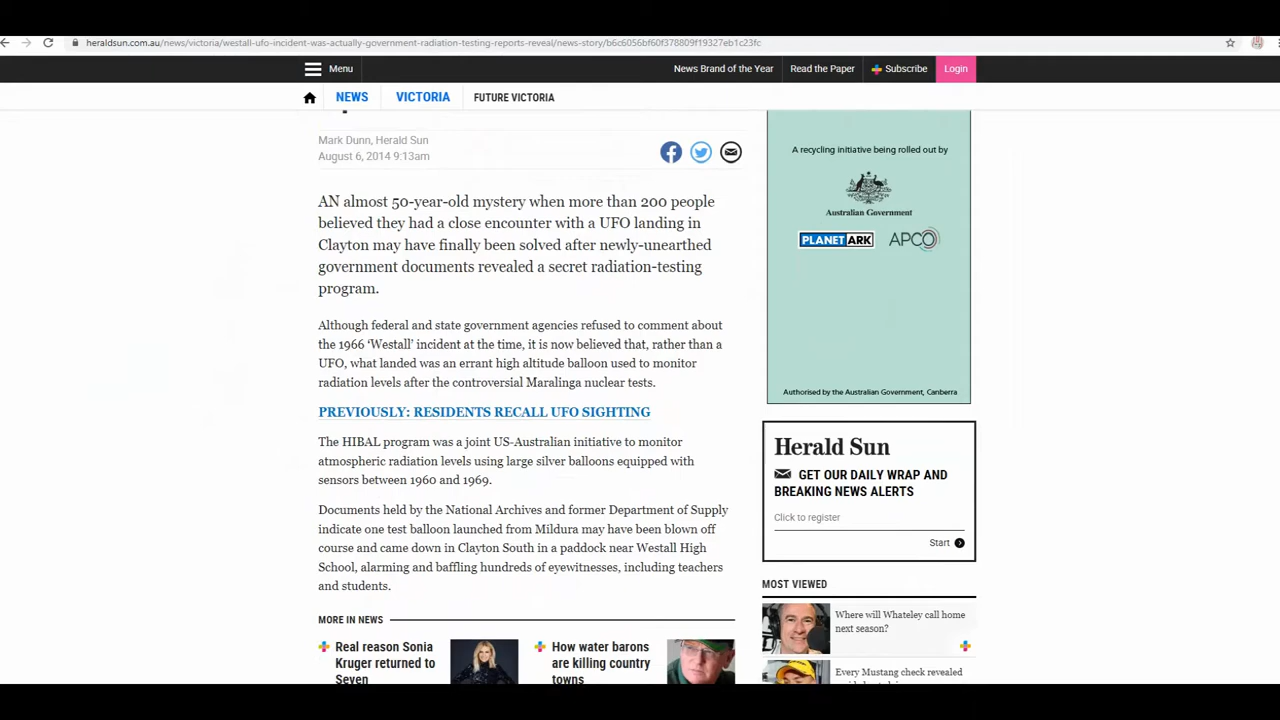 heraldsun.com.au/news/victoria/westall-ufo-incident-was-actually-government-radiation-testing-reports-reveal/news-story/b6c6056bf60f378809f19327eb1c23fc
Menu
News Brand of the Year
Read the Paper
Subscribe
Login
NEWS
VICTORIA
FUTURE VICTORIA
Mark Dunn, Herald Sun
August 6, 2014 9:13am
AN almost 50-year-old mystery when more than 200 people
believed they had a close encounter with a UFO landing in
Clayton may have finally been solved after newly-unearthed
government documents revealed a secret radiation-testing
program.
Although federal and state government agencies refused to comment about
the 1966 ‘Westall’ incident at the time, it is now believed that, rather than a
UFO, what landed was an errant high altitude balloon used to monitor
radiation levels after the controversial Maralinga nuclear tests.
PREVIOUSLY: RESIDENTS RECALL UFO SIGHTING
The HIBAL program was a joint US-Australian initiative to monitor
atmospheric radiation levels using large silver balloons equipped with
sensors between 1960 and 1969.
Documents held by the National Archives and former Department of Supply
indicate one test balloon launched from Mildura may have been blown off
course and came down in Clayton South in a paddock near Westall High
School, alarming and baffling hundreds of eyewitnesses, including teachers
and students.
MORE IN NEWS
Real reason Sonia
Kruger returned to
Seven
How water barons
are killing country
towns
A recycling initiative being rolled out by
Australian Government
PLANET ARK
APCO
Authorised by the Australian Government, Canberra
Herald Sun
GET OUR DAILY WRAP AND
BREAKING NEWS ALERTS
Click to register
Start
MOST VIEWED
Where will Whateley call home
next season?
Every Mustang check revealed